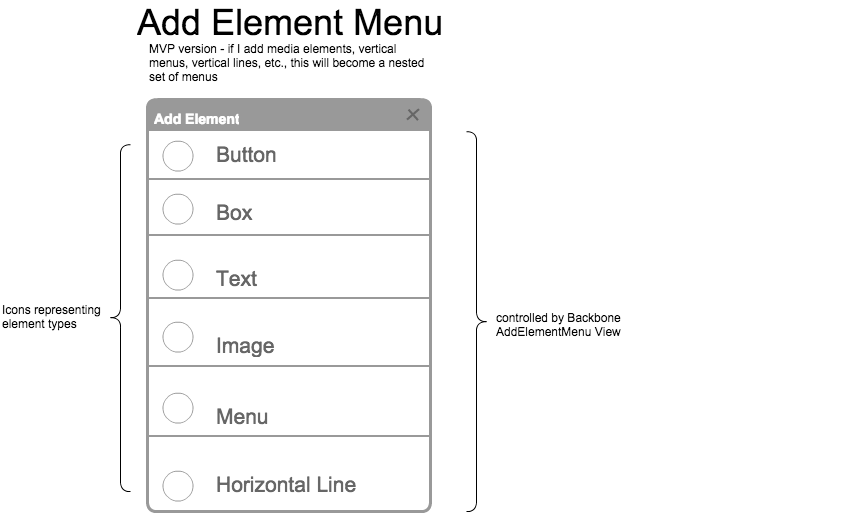 Add Element Menu
MVP version - if I add media elements, vertical
menus, vertical lines, etc., this will become a nested
set of menus
Add Element
Button
Box
Text
Image
Menu
Horizontal Line
Icons representing
element types
controlled by Backbone
AddElementMenu View